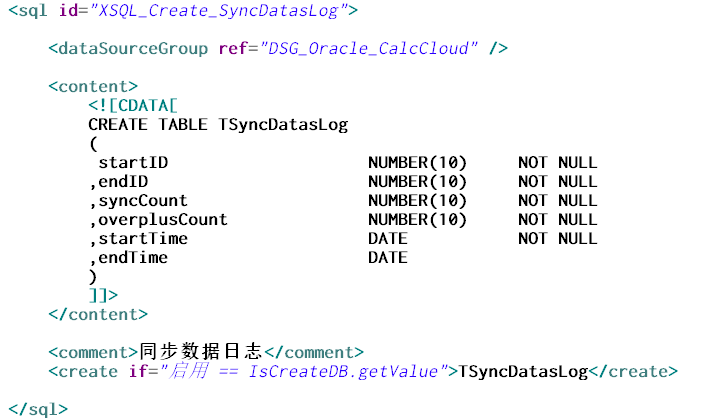 <sql id="XSQL_Create_SyncDatasLog">
<dataSourceGroup ref="DSG_Oracle_CalcCloud" />
<content>
<![CDATA[
CREATE TABLE TSyncDatasLog
(
startID NUMBER(10) NOT NULL
,endID NUMBER(10) NOT NULL
,syncCount NUMBER(10) NOT NULL
,overplusCount NUMBER(10) NOT NULL
,startTime DATE NOT NULL
,endTime DATE
)
]]>
</content>
<comment>同步数据日志</comment>
<create if="启用 == IsCreateDB.getValue">TSyncDatasLog</create>
</sql>